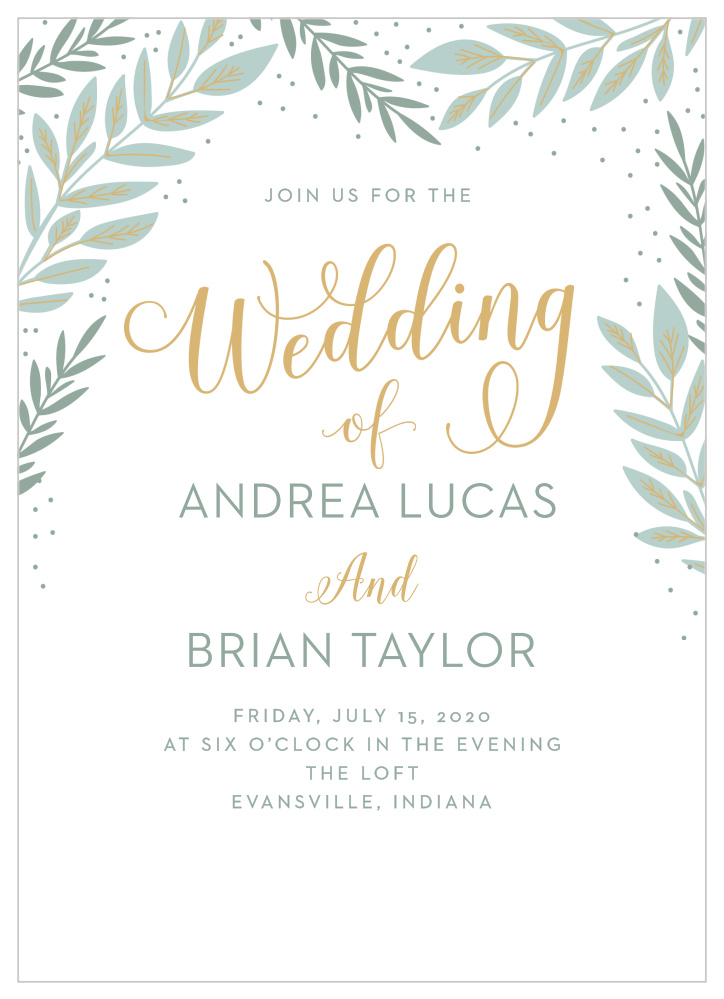 JOIN US FOR THE
Wedding
of
ANDREA LUCAS
And
BRIAN TAYLOR
FRIDAY, JULY 15, 2020
AT SIX O'CLOCK IN THE EVENING
THE LOFT
EVANSVILLE, INDIANA